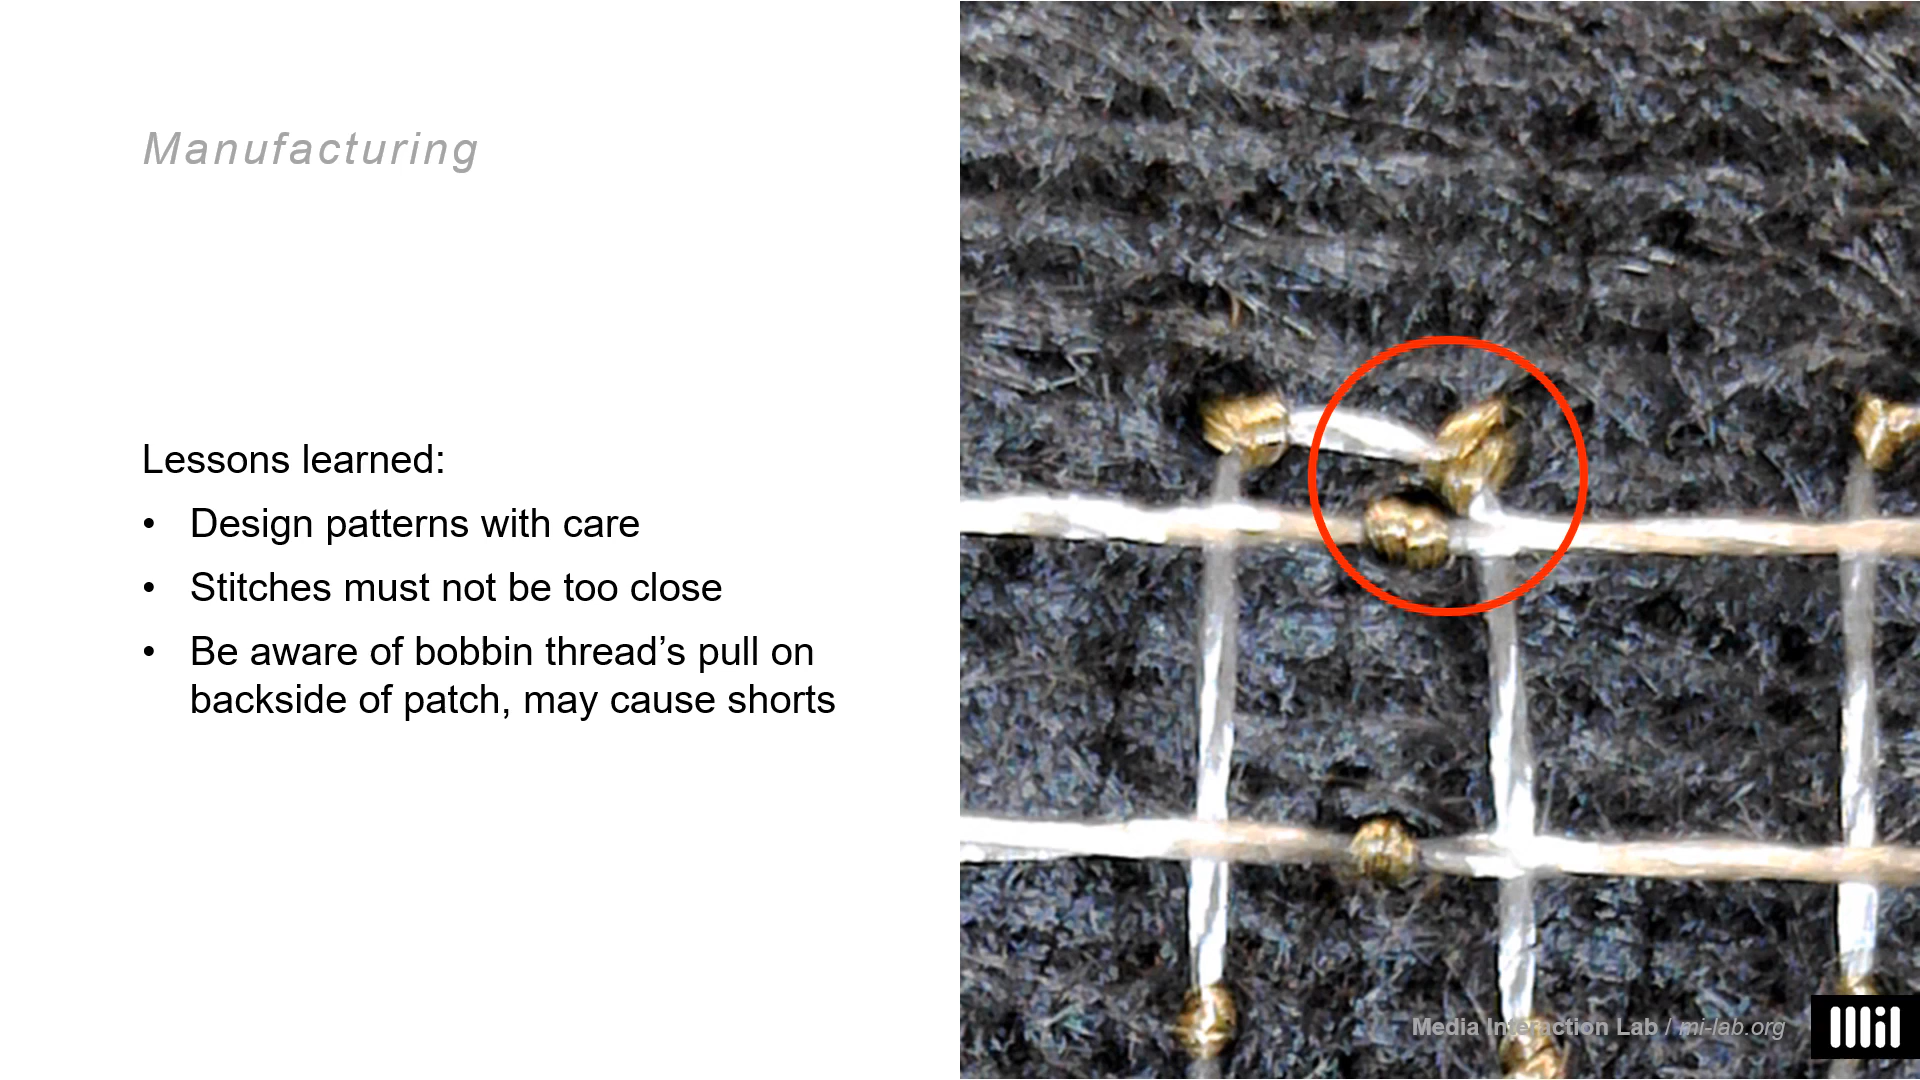 Manufacturing
Lessons learned:
• Design patterns with care
• Stitches must not be too close
• Be aware of bobbin thread’s pull on
backside of patch, may cause shorts
Media Interaction Lab / mi-lab.org